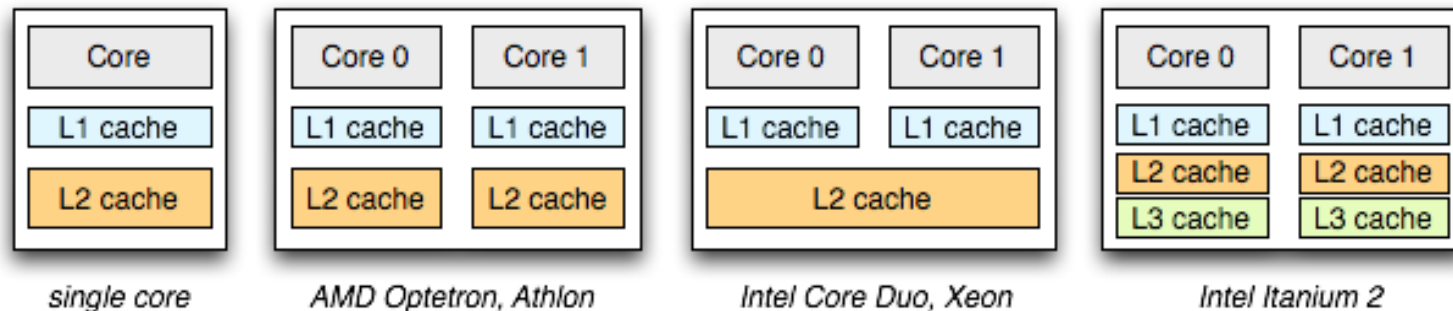 Core
L1 cache
L2 cache
single core
Core 0 Core 1
L1 cache L1 cache
L2 cache L2 cache
AMD Optetron, Athlon
Core 0 Core 1
L1 cache L1 cache
L2 cache
Intel Core Duo, Xeon
Core 0 Core 1
L1 cache L1 cache
L2 cache L2 cache
L3 cache L3 cache
Intel Itanium 2